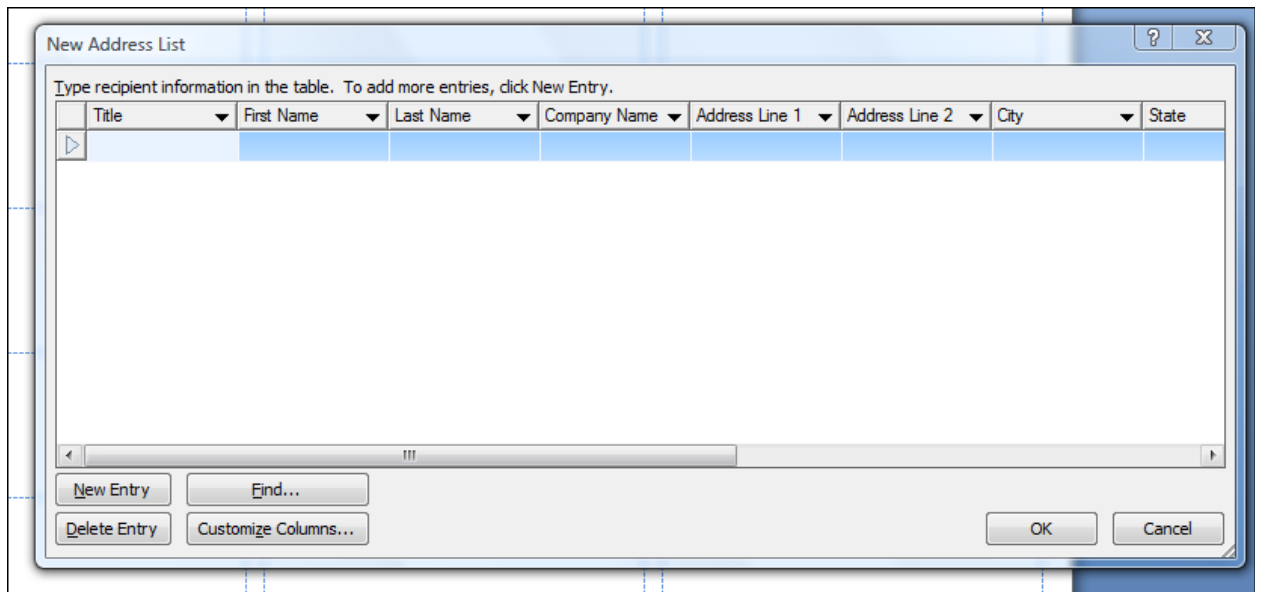 New Address List
Type recipient information in the table. To add more entries, click New Entry.
Title First Name Last Name Company Name Address Line 1 Address Line 2 City State
New Entry Find...
Delete Entry Customize Columns... OK Cancel